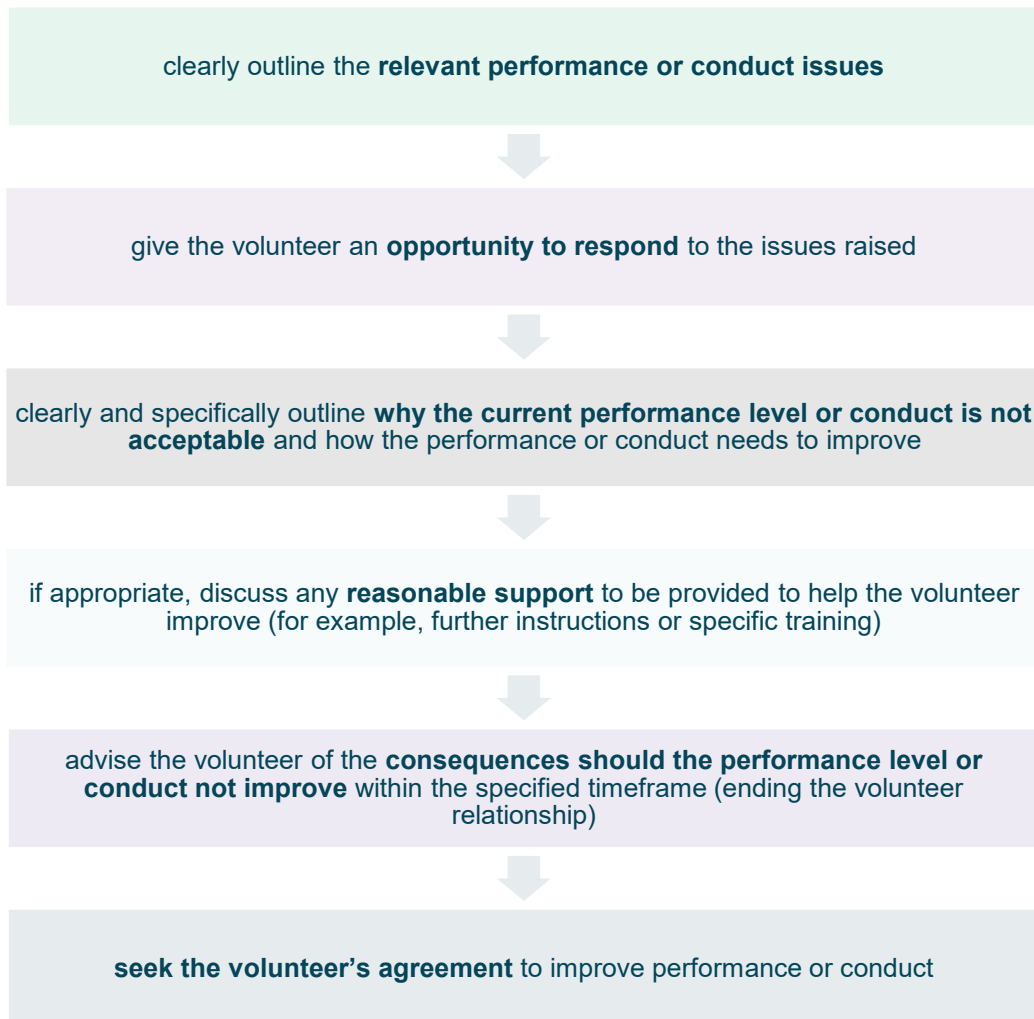 clearly outline the relevant performance or conduct issues
give the volunteer an opportunity to respond to the issues raised
clearly and specifically outline why the current performance level or conduct is not
acceptable and how the performance or conduct needs to improve
if appropriate, discuss any reasonable support to be provided to help the volunteer
improve (for example, further instructions or specific training)
advise the volunteer of the consequences should the performance level or
conduct not improve within the specified timeframe (ending the volunteer
relationship)
seek the volunteer’s agreement to improve performance or conduct